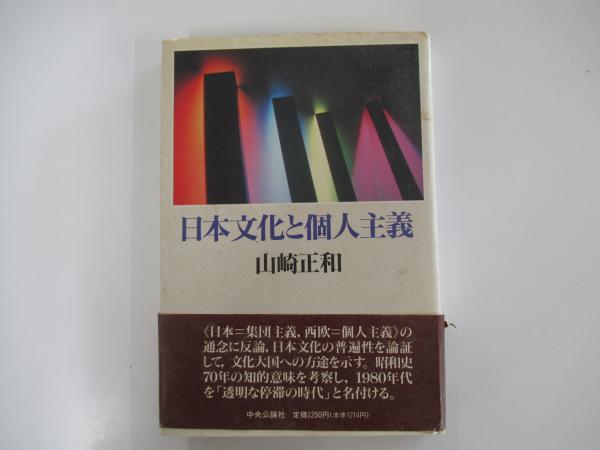 日本文化と個人主義
山崎正和
《日本＝集団主義，西欧＝個人主義》の
通念に反論，日本文化の普遍性を論証
して，文化大国への方途を示す。昭和史
70年の知的意味を考察し，1980年代
を「透明な停滞の時代」と名付ける。
中央公論社　定価1250円(本体1214円)